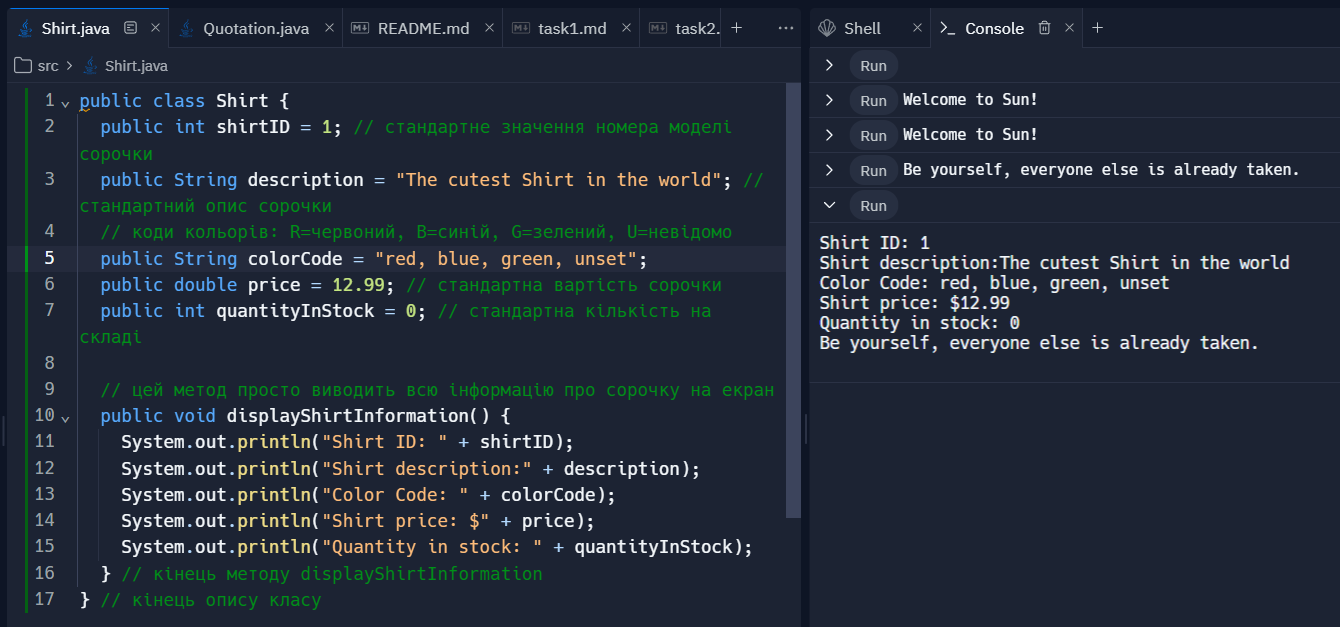 Shirt.java
Quotation.java
README.md
task1.md
task2.
Shell
Console
src > Shirt.java
1 public class Shirt {
2 public int shirtID = 1; // стандартне значення номера моделі
сорочки
3 public String description = "The cutest Shirt in the world"; //
стандартний опис сорочки
4 // коди кольорів: R=червоний, B=синій, G=зелений, U=невідомо
5 public String colorCode = "red, blue, green, unset";
6 public double price = 12.99; // стандартна вартість сорочки
7 public int quantityInStock = 0; // стандартна кількість на
складі
8
9 // цей метод просто виводить всю інформацію про сорочку на екран
10 public void displayShirtInformation() {
11 System.out.println("Shirt ID: " + shirtID);
12 System.out.println("Shirt description:" + description);
13 System.out.println("Color Code: " + colorCode);
14 System.out.println("Shirt price: $" + price);
15 System.out.println("Quantity in stock: " + quantityInStock);
16 } // кінець методу displayShirtInformation
17 } // кінець опису класу
Run
Run Welcome to Sun!
Run Welcome to Sun!
Run Be yourself, everyone else is already taken.
Run
Shirt ID: 1
Shirt description:The cutest Shirt in the world
Color Code: red, blue, green, unset
Shirt price: $12.99
Quantity in stock: 0
Be yourself, everyone else is already taken.